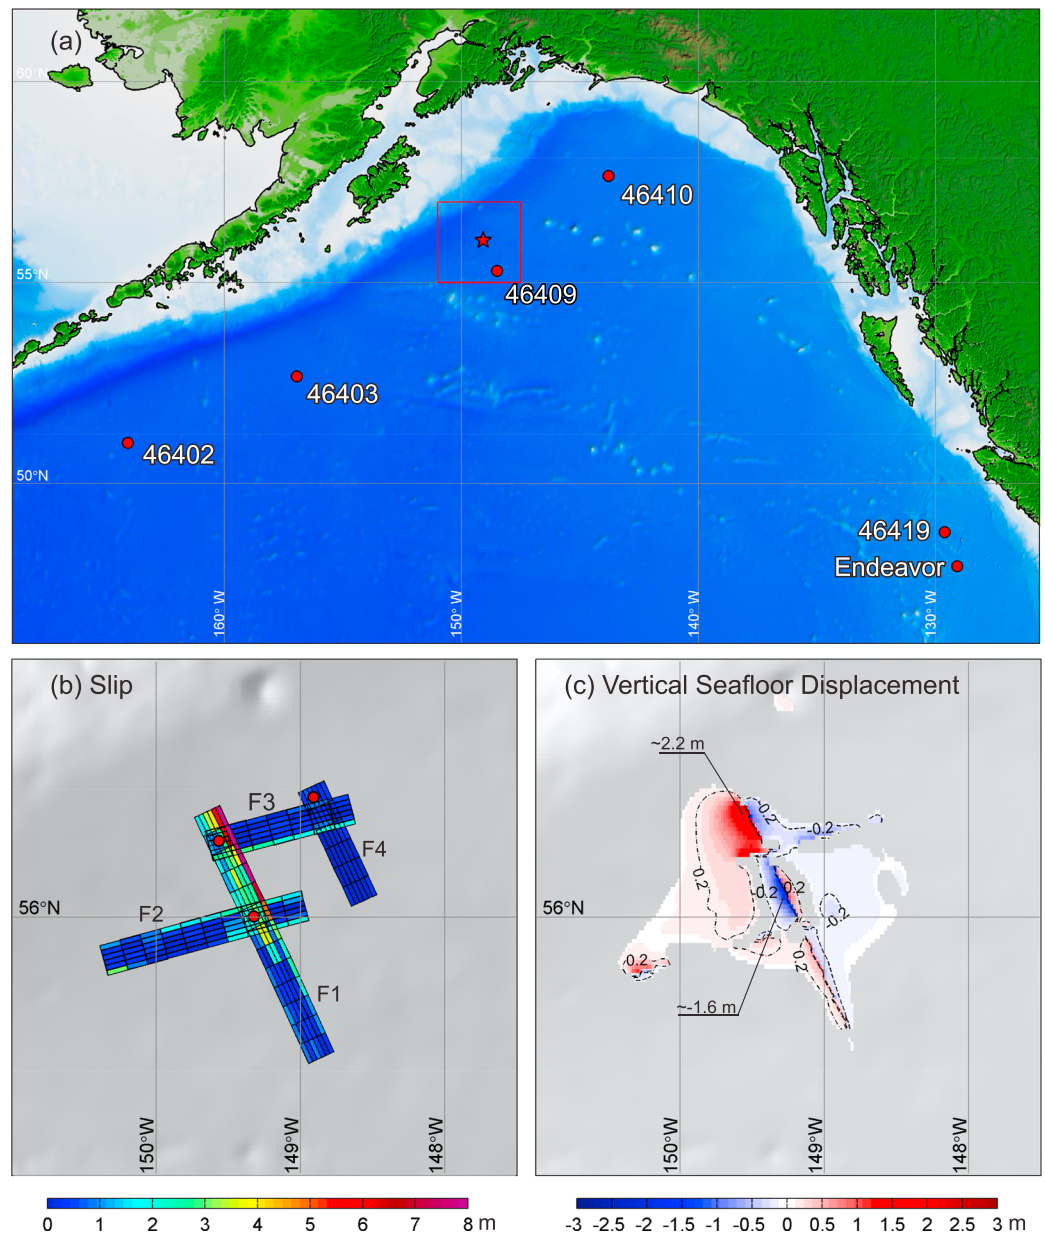 (a)
60°N
46410
55°N
46409
46403
46402
50°N
46419
Endeavor
160° W
150° W
140° W
130° W
(b) Slip
F3
F4
F2
56°N
F1
150°W
149°W
148°W
0 1 2 3 4 5 6 7 8 m
(c) Vertical Seafloor Displacement
~2.2 m
-0.2
-0.2
0.2
-0.2
0.2
-0.2
56°N
0.2
0.2
~-1.6 m
150°W
149°W
148°W
-3 -2.5 -2 -1.5 -1 -0.5 0 0.5 1 1.5 2 2.5 3 m